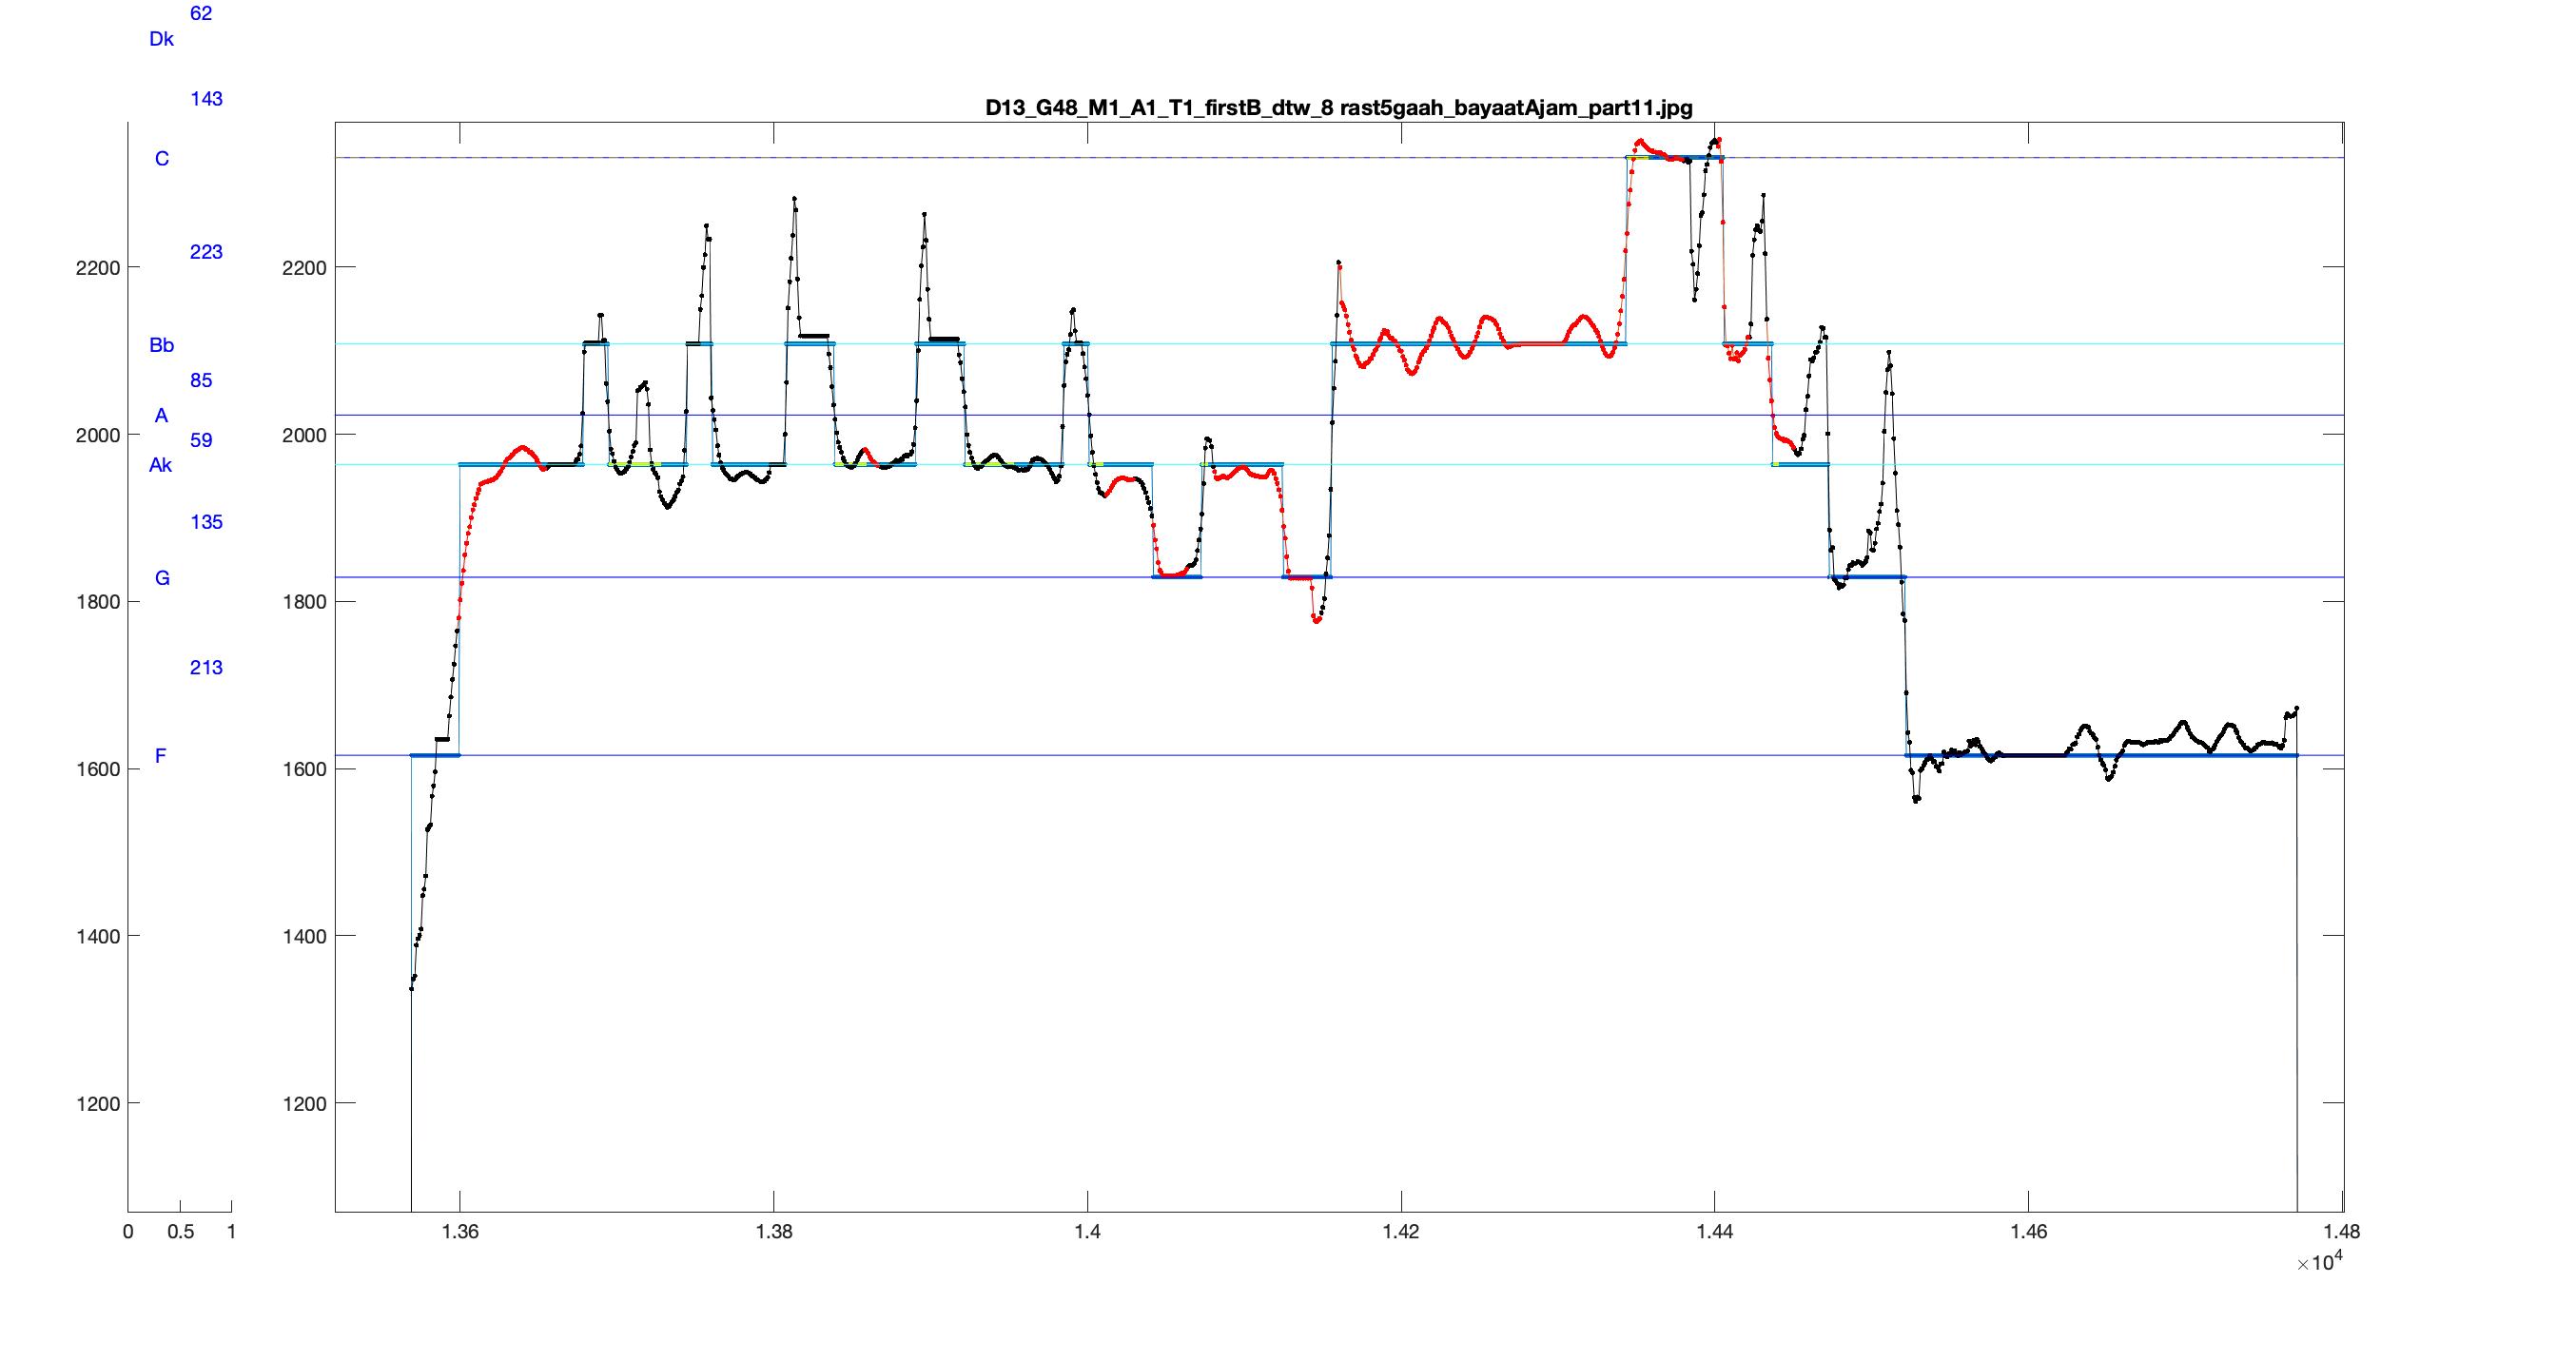 62
Dk
143
D13_G48_M1_A1_T1_firstB_dtw_8 rast5gaah_bayaatAjam_part11.jpg
C
223
2200 2200
Bb
85
A
2000 59 2000
Ak
135
G
1800 1800
213
F
1600 1600
1400 1400
1200 1200
0 0.5 1 1.36 1.38 1.4 1.42 1.44 1.46 1.48
×10⁴